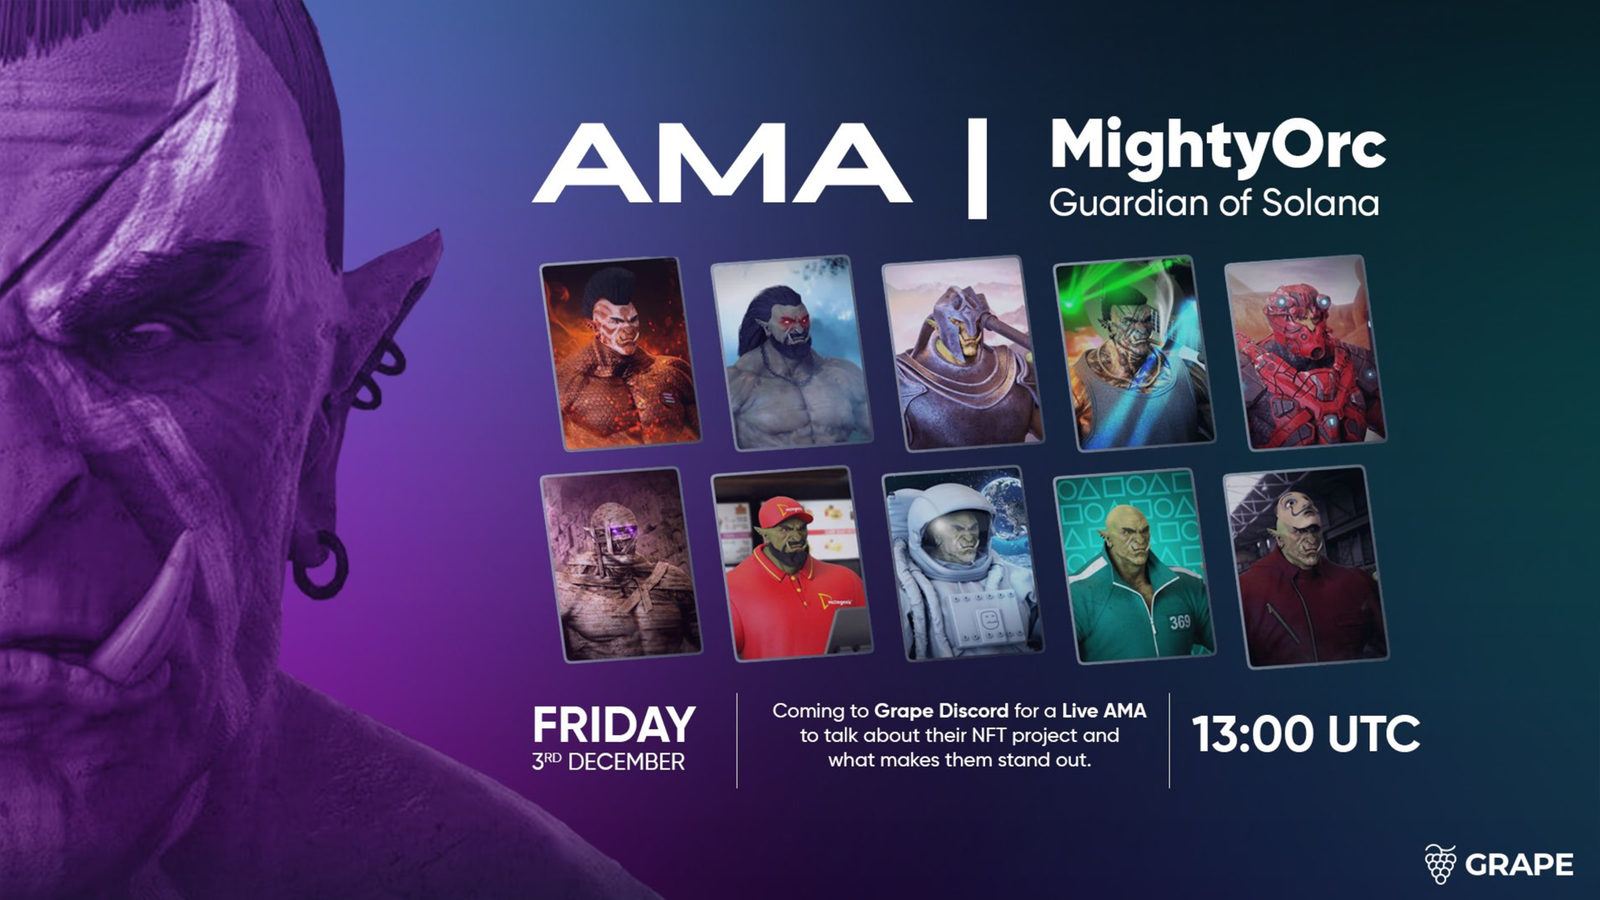 AMA
MightyOrc
Guardian of Solana
369
FRIDAY
3RD DECEMBER
Coming to Grape Discord for a Live AMA
to talk about their NFT project and
what makes them stand out.
13:00 UTC
GRAPE